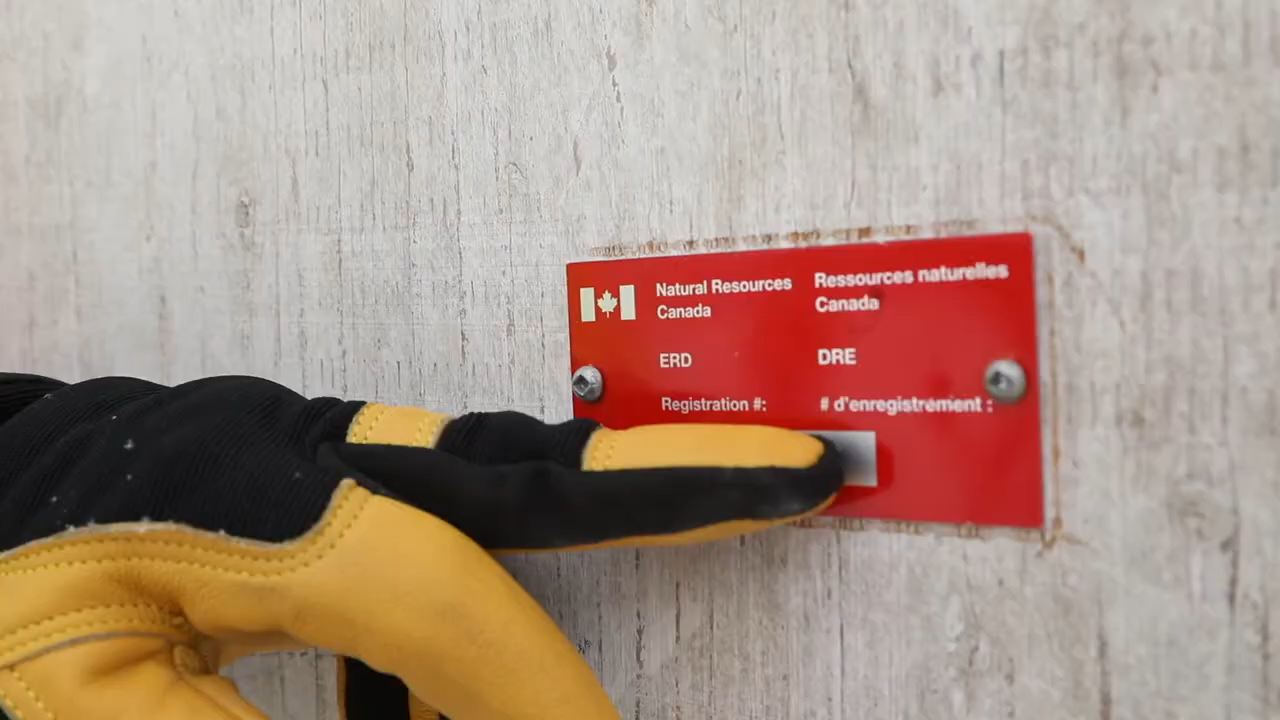 Natural Resources
Canada
Ressources naturelles
Canada
ERD
DRE
Registration #:
# d'enregistrement :